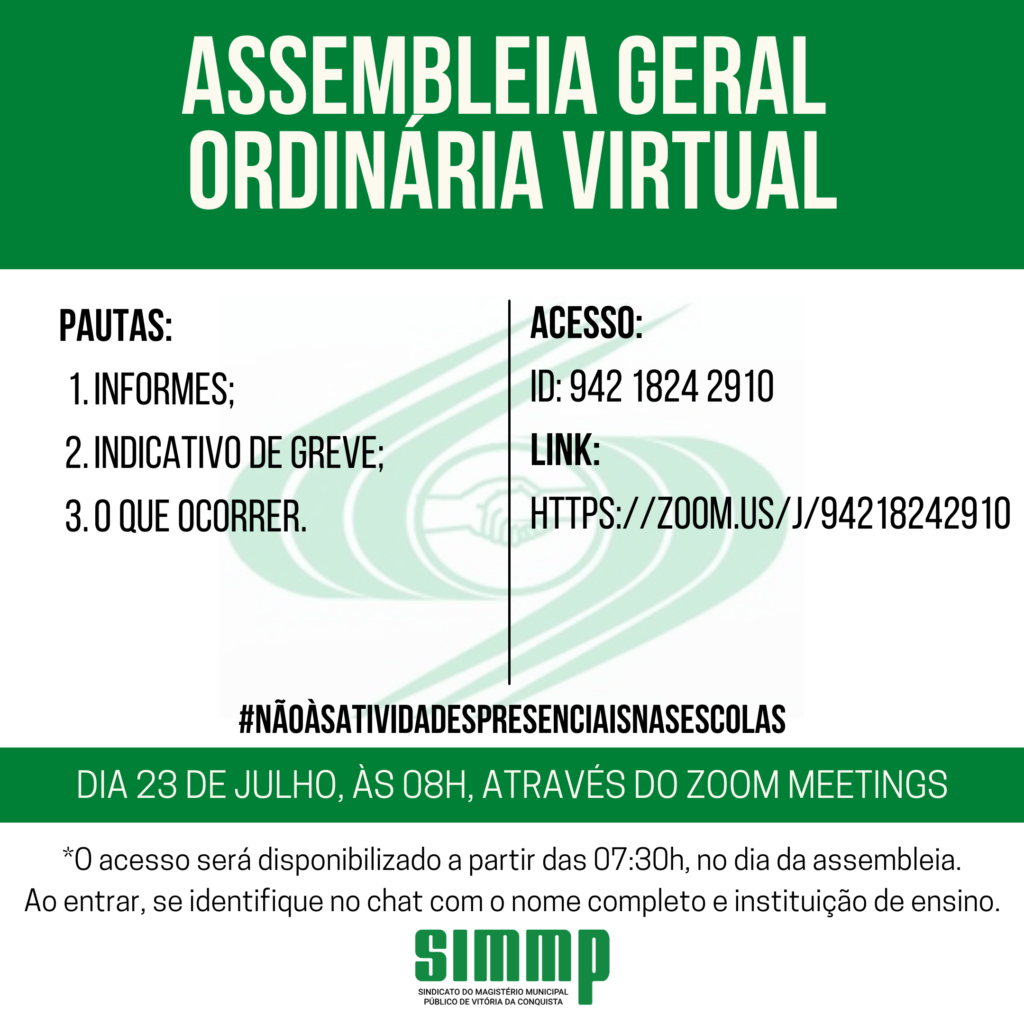 ASSEMBLEIA GERAL
ORDINÁRIA VIRTUAL
PAUTAS:
1. INFORMES;
2. INDICATIVO DE GREVE;
3. O QUE OCORRER.
ACESSO:
ID: 942 1824 2910
LINK:
HTTPS://ZOOM.US/J/94218242910
#NÃOÀSATIVIDADESPRESENCIAISNASESCOLAS
DIA 23 DE JULHO, ÀS 08H, ATRAVÉS DO ZOOM MEETINGS
*O acesso será disponibilizado a partir das 07:30h, no dia da assembleia.
Ao entrar, se identifique no chat com o nome completo e instituição de ensino.
SIMMP
SINDICATO DO MAGISTÉRIO MUNICIPAL
PÚBLICO DE VITÓRIA DA CONQUISTA